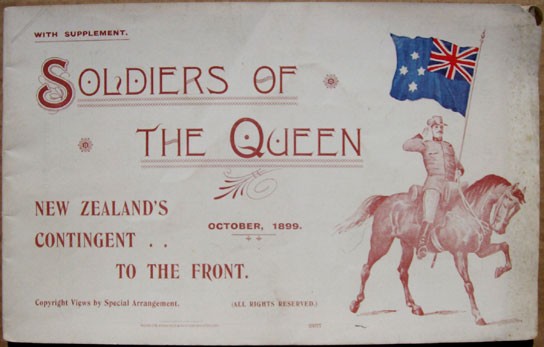 WITH SUPPLEMENT.
SOLDIERS OF
THE QUEEN
NEW ZEALAND'S
CONTINGENT . .
TO THE FRONT.
OCTOBER, 1899.
Copyright Views by Special Arrangement.
(ALL RIGHTS RESERVED.)